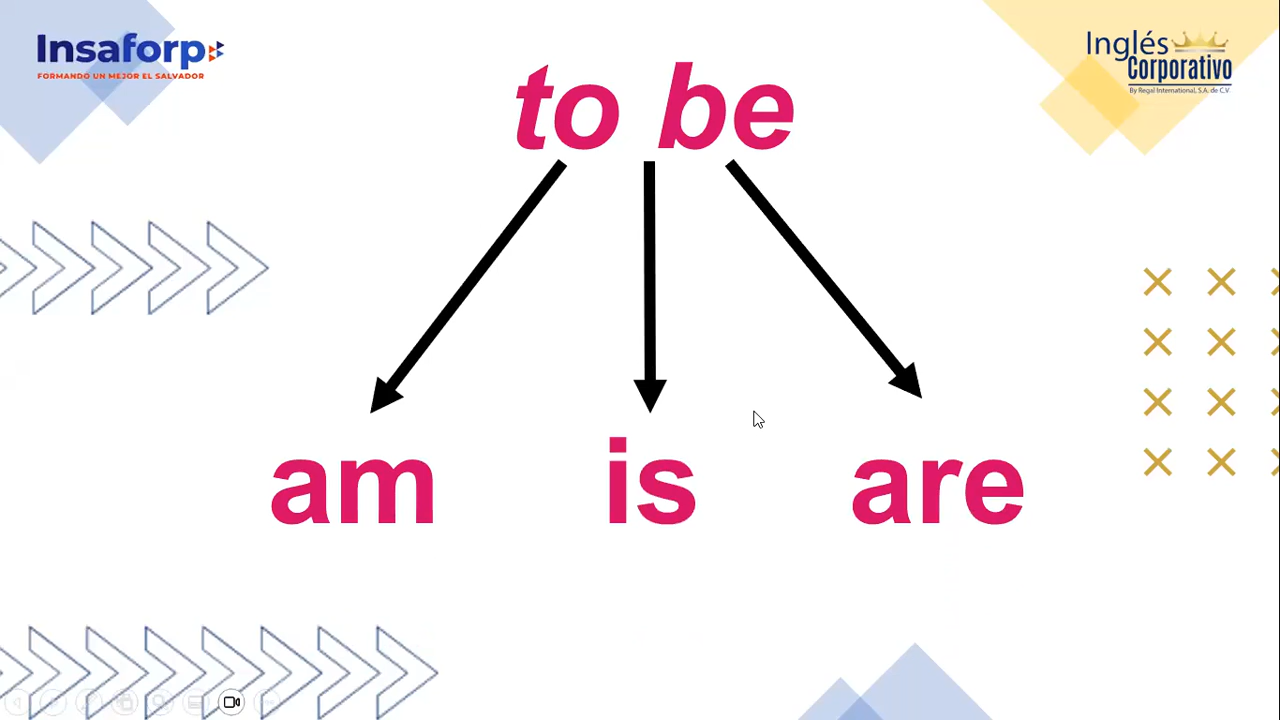 Insaforp
FORMANDO UN MEJOR EL SALVADOR
Inglés
Corporativo
By Regal International, S.A. de C.V.
to be
am is are